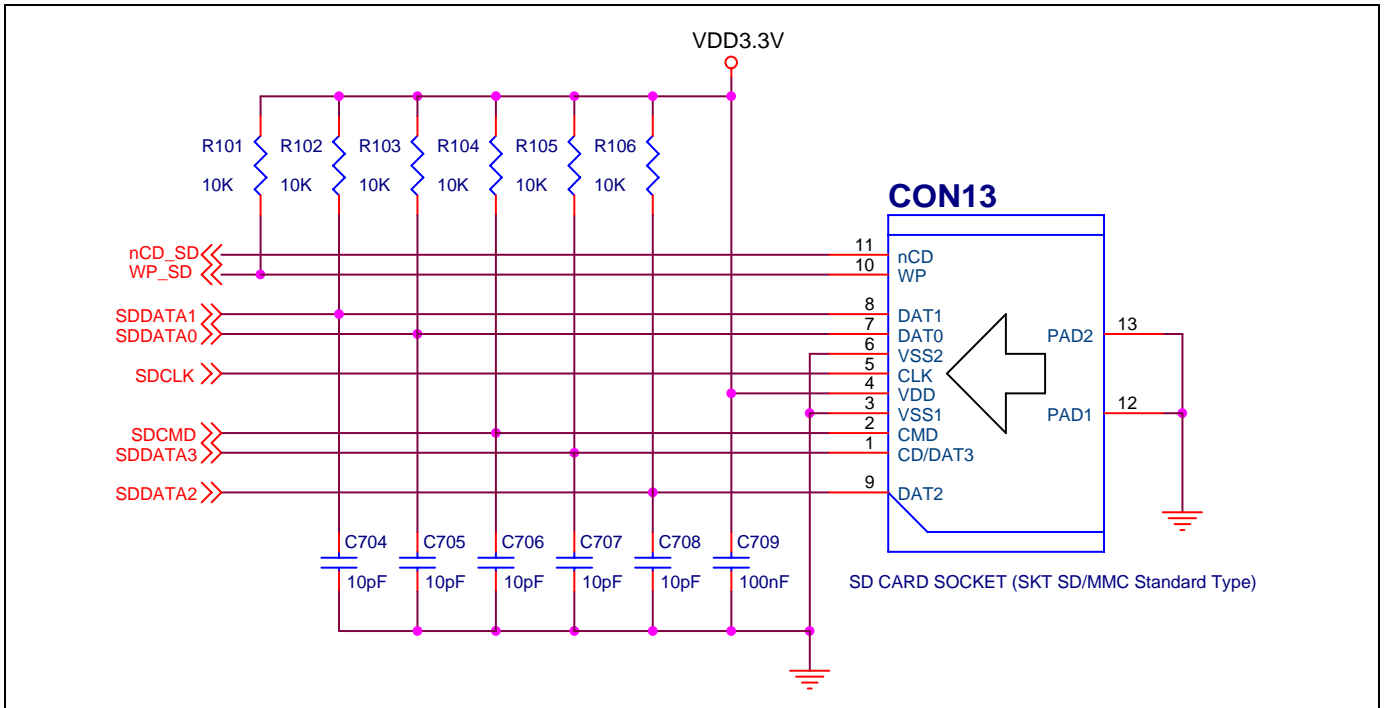 VDD3.3V
R101 R102 R103 R104 R105 R106
10K 10K 10K 10K 10K 10K
CON13
nCD_SD 11 nCD
WP_SD 10 WP
SDDATA1 8 DAT1
SDDATA0 7 DAT0 PAD2 13
6 VSS2
SDCLK 5 CLK
4 VDD
3 VSS1 PAD1 12
SDCMD 2 CMD
SDDATA3 1 CD/DAT3
SDDATA2 9 DAT2
C704 C705 C706 C707 C708 C709
10pF 10pF 10pF 10pF 10pF 100nF
SD CARD SOCKET (SKT SD/MMC Standard Type)